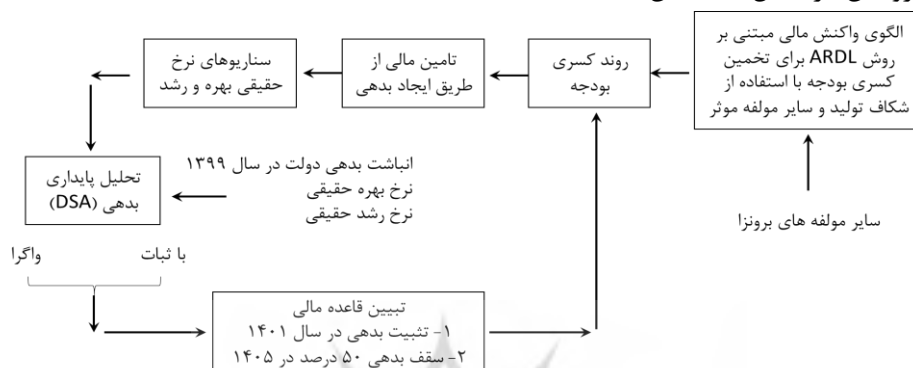 الگوی واکنش مالی مبتنی بر
روش ARDL برای تخمین
کسری بودجه با استفاده از
شکاف تولید و سایر مولفه موثر
روند کسری
بودجه
تامین مالی از
طریق ایجاد بدهی
سناریوهای نرخ
حقیقی بهره و رشد
تحلیل پایداری
بدهی (DSA)
انباشت بدهی دولت در سال ۱۳۹۹
نرخ بهره حقیقی
نرخ رشد حقیقی
سایر مولفه های برونزا
با ثبات
واگرا
تبیین قاعده مالی
۱- تثبیت بدهی در سال ۱۴۰۱
۲- سقف بدهی ۵۰ درصد در ۱۴۰۵